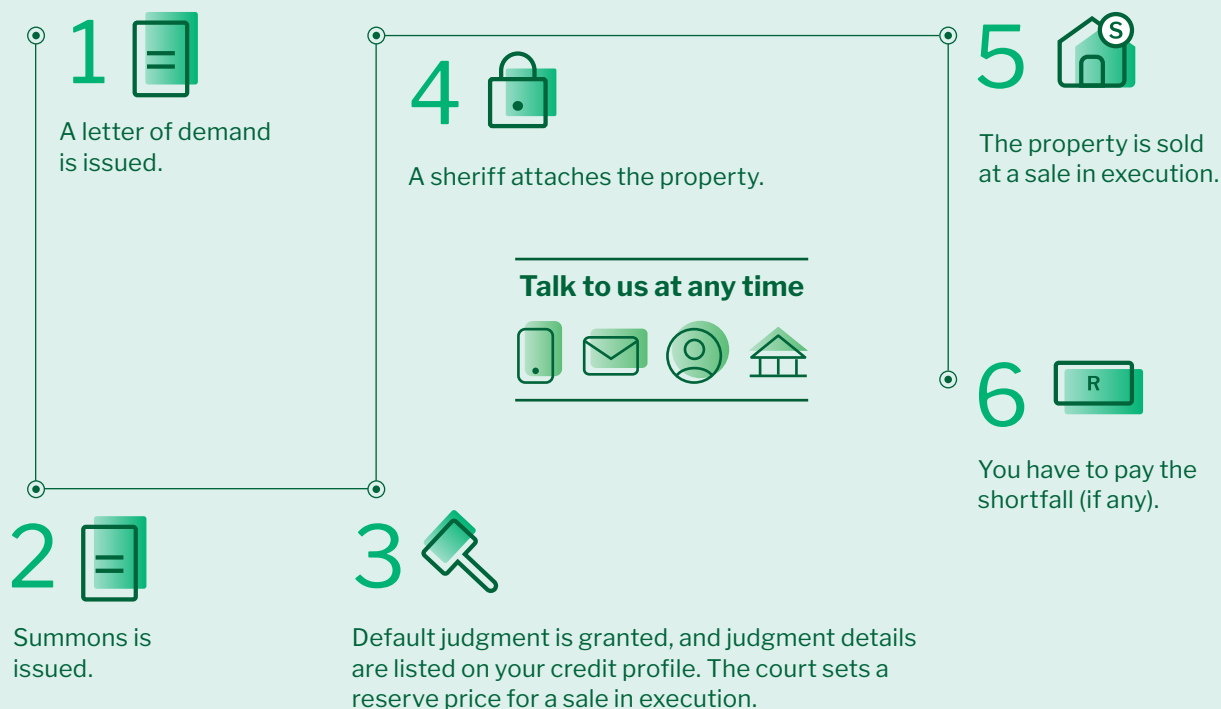 1
A letter of demand
is issued.
2
Summons is
issued.
3
Default judgment is granted, and judgment details
are listed on your credit profile. The court sets a
reserve price for a sale in execution.
4
A sheriff attaches the property.
5
S
The property is sold
at a sale in execution.
6
R
You have to pay the
shortfall (if any).
Talk to us at any time